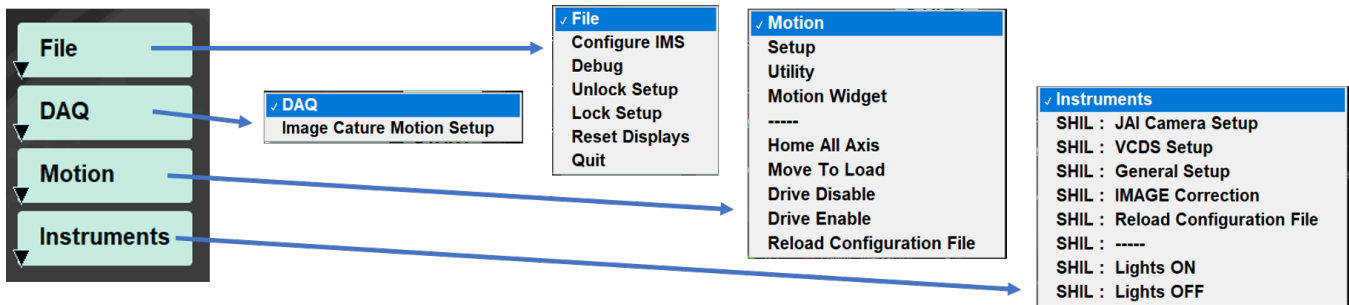 File
DAQ
Motion
Instruments
✓ DAQ
Image Cature Motion Setup
✓ File
Configure IMS
Debug
Unlock Setup
Lock Setup
Reset Displays
Quit
✓ Motion
Setup
Utility
Motion Widget
-----
Home All Axis
Move To Load
Drive Disable
Drive Enable
Reload Configuration File
✓ Instruments
SHIL : JAI Camera Setup
SHIL : VCDS Setup
SHIL : General Setup
SHIL : IMAGE Correction
SHIL : Reload Configuration File
SHIL : -----
SHIL : Lights ON
SHIL : Lights OFF